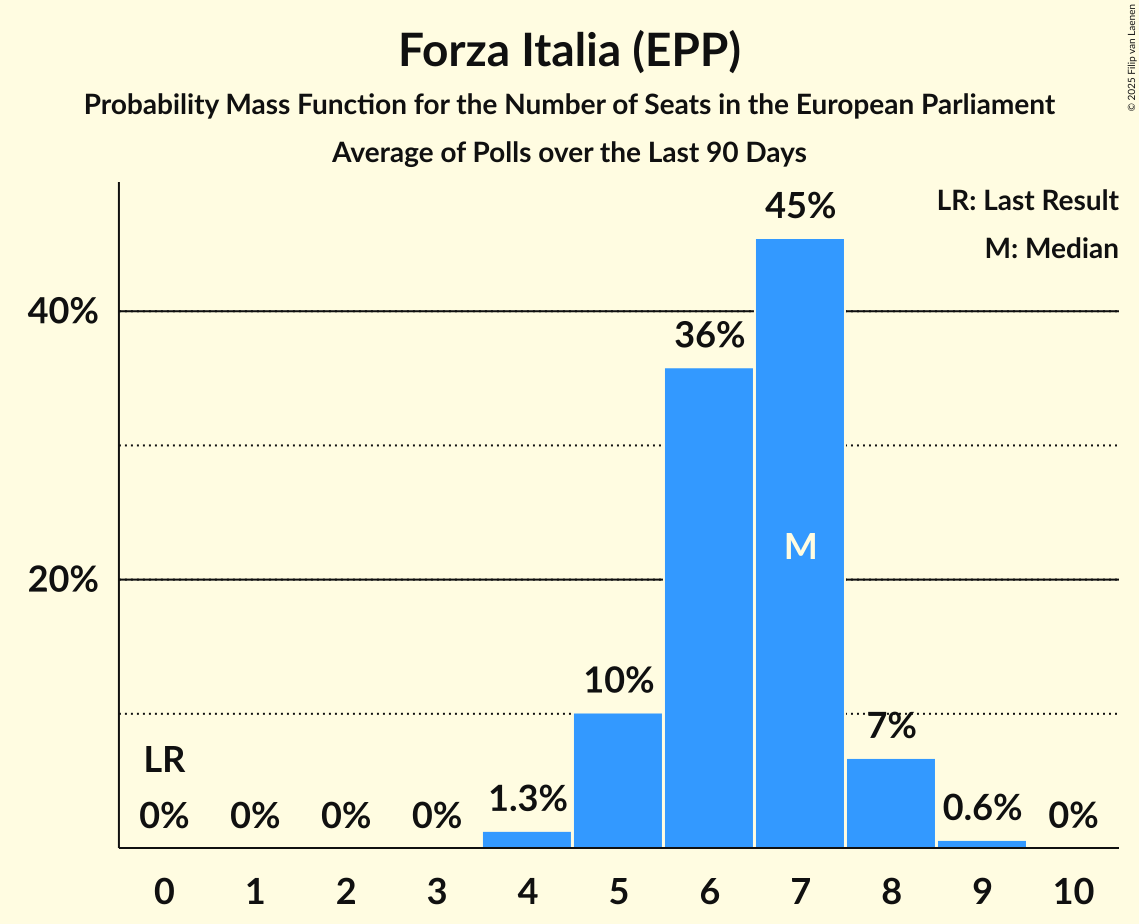 Forza Italia (EPP)
Probability Mass Function for the Number of Seats in the European Parliament
Average of Polls over the Last 90 Days
© 2025 Filip van Laenen
LR: Last Result
M: Median
45%
40%
36%
M
20%
10%
7%
LR
1.3%
0.6%
0% 0% 0% 0% 0%
0 1 2 3 4 5 6 7 8 9 10